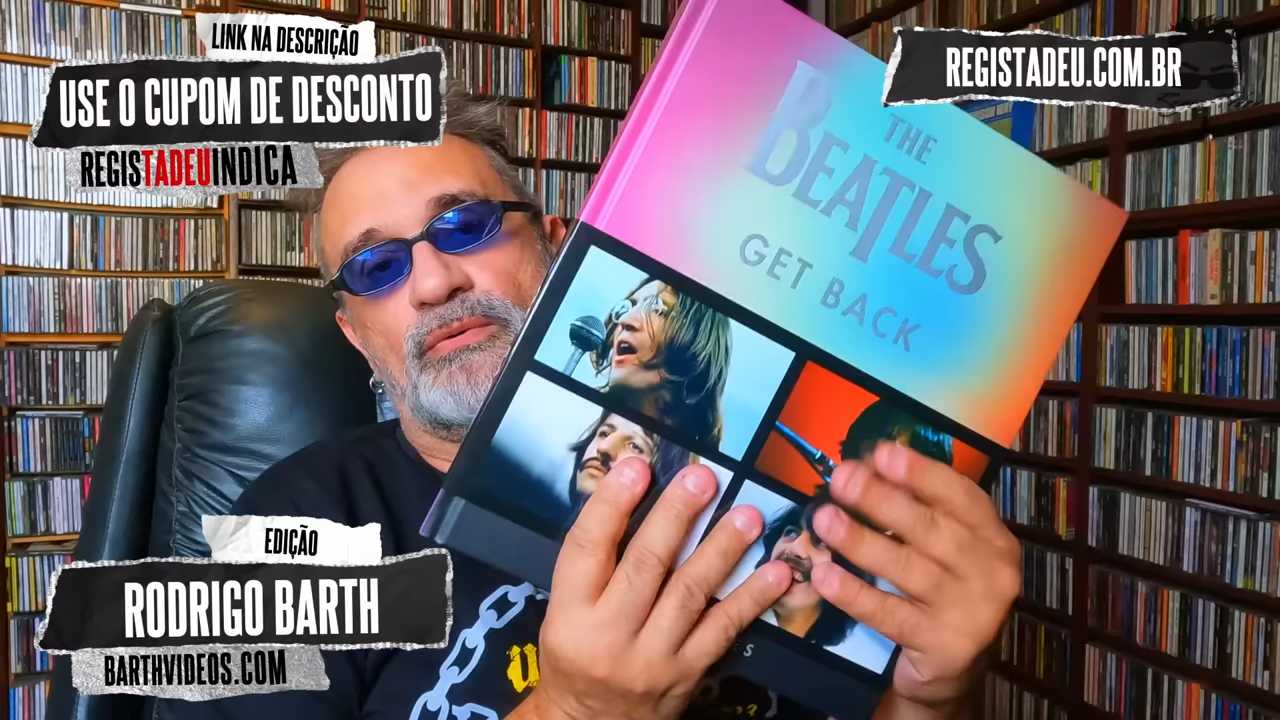 LINK NA DESCRIÇÃO
USE O CUPOM DE DESCONTO
REGISTADEUINDICA
REGISTADEU.COM.BR
THE
BEATLES
GET BACK
EDIÇÃO
RODRIGO BARTH
BARTHVIDEOS.COM